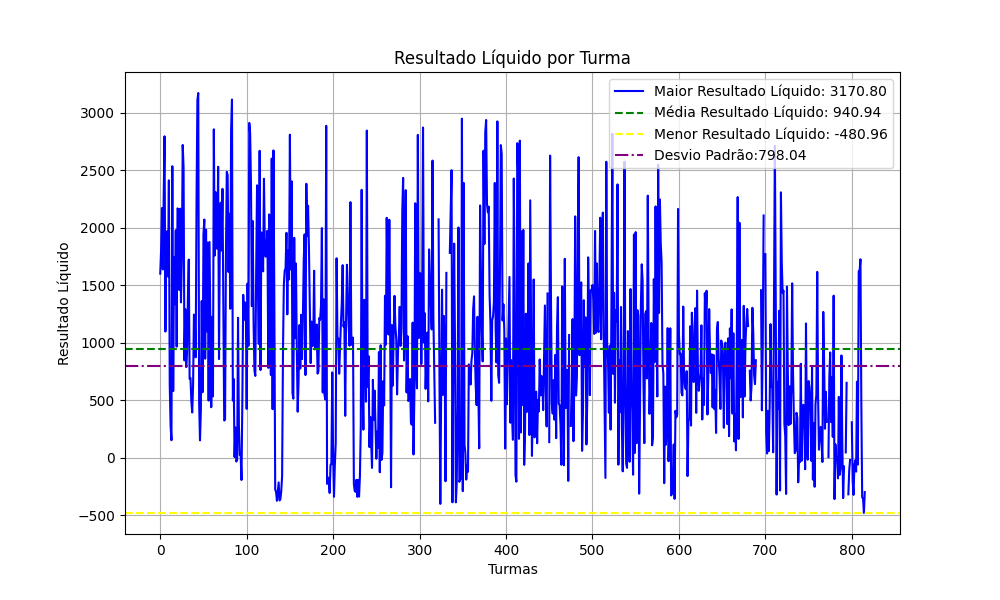 Resultado Líquido por Turma
Maior Resultado Líquido: 3170.80
Média Resultado Líquido: 940.94
Menor Resultado Líquido: -480.96
Desvio Padrão:798.04
Resultado Líquido
3000
2500
2000
1500
1000
500
0
−500
0 100 200 300 400 500 600 700 800
Turmas